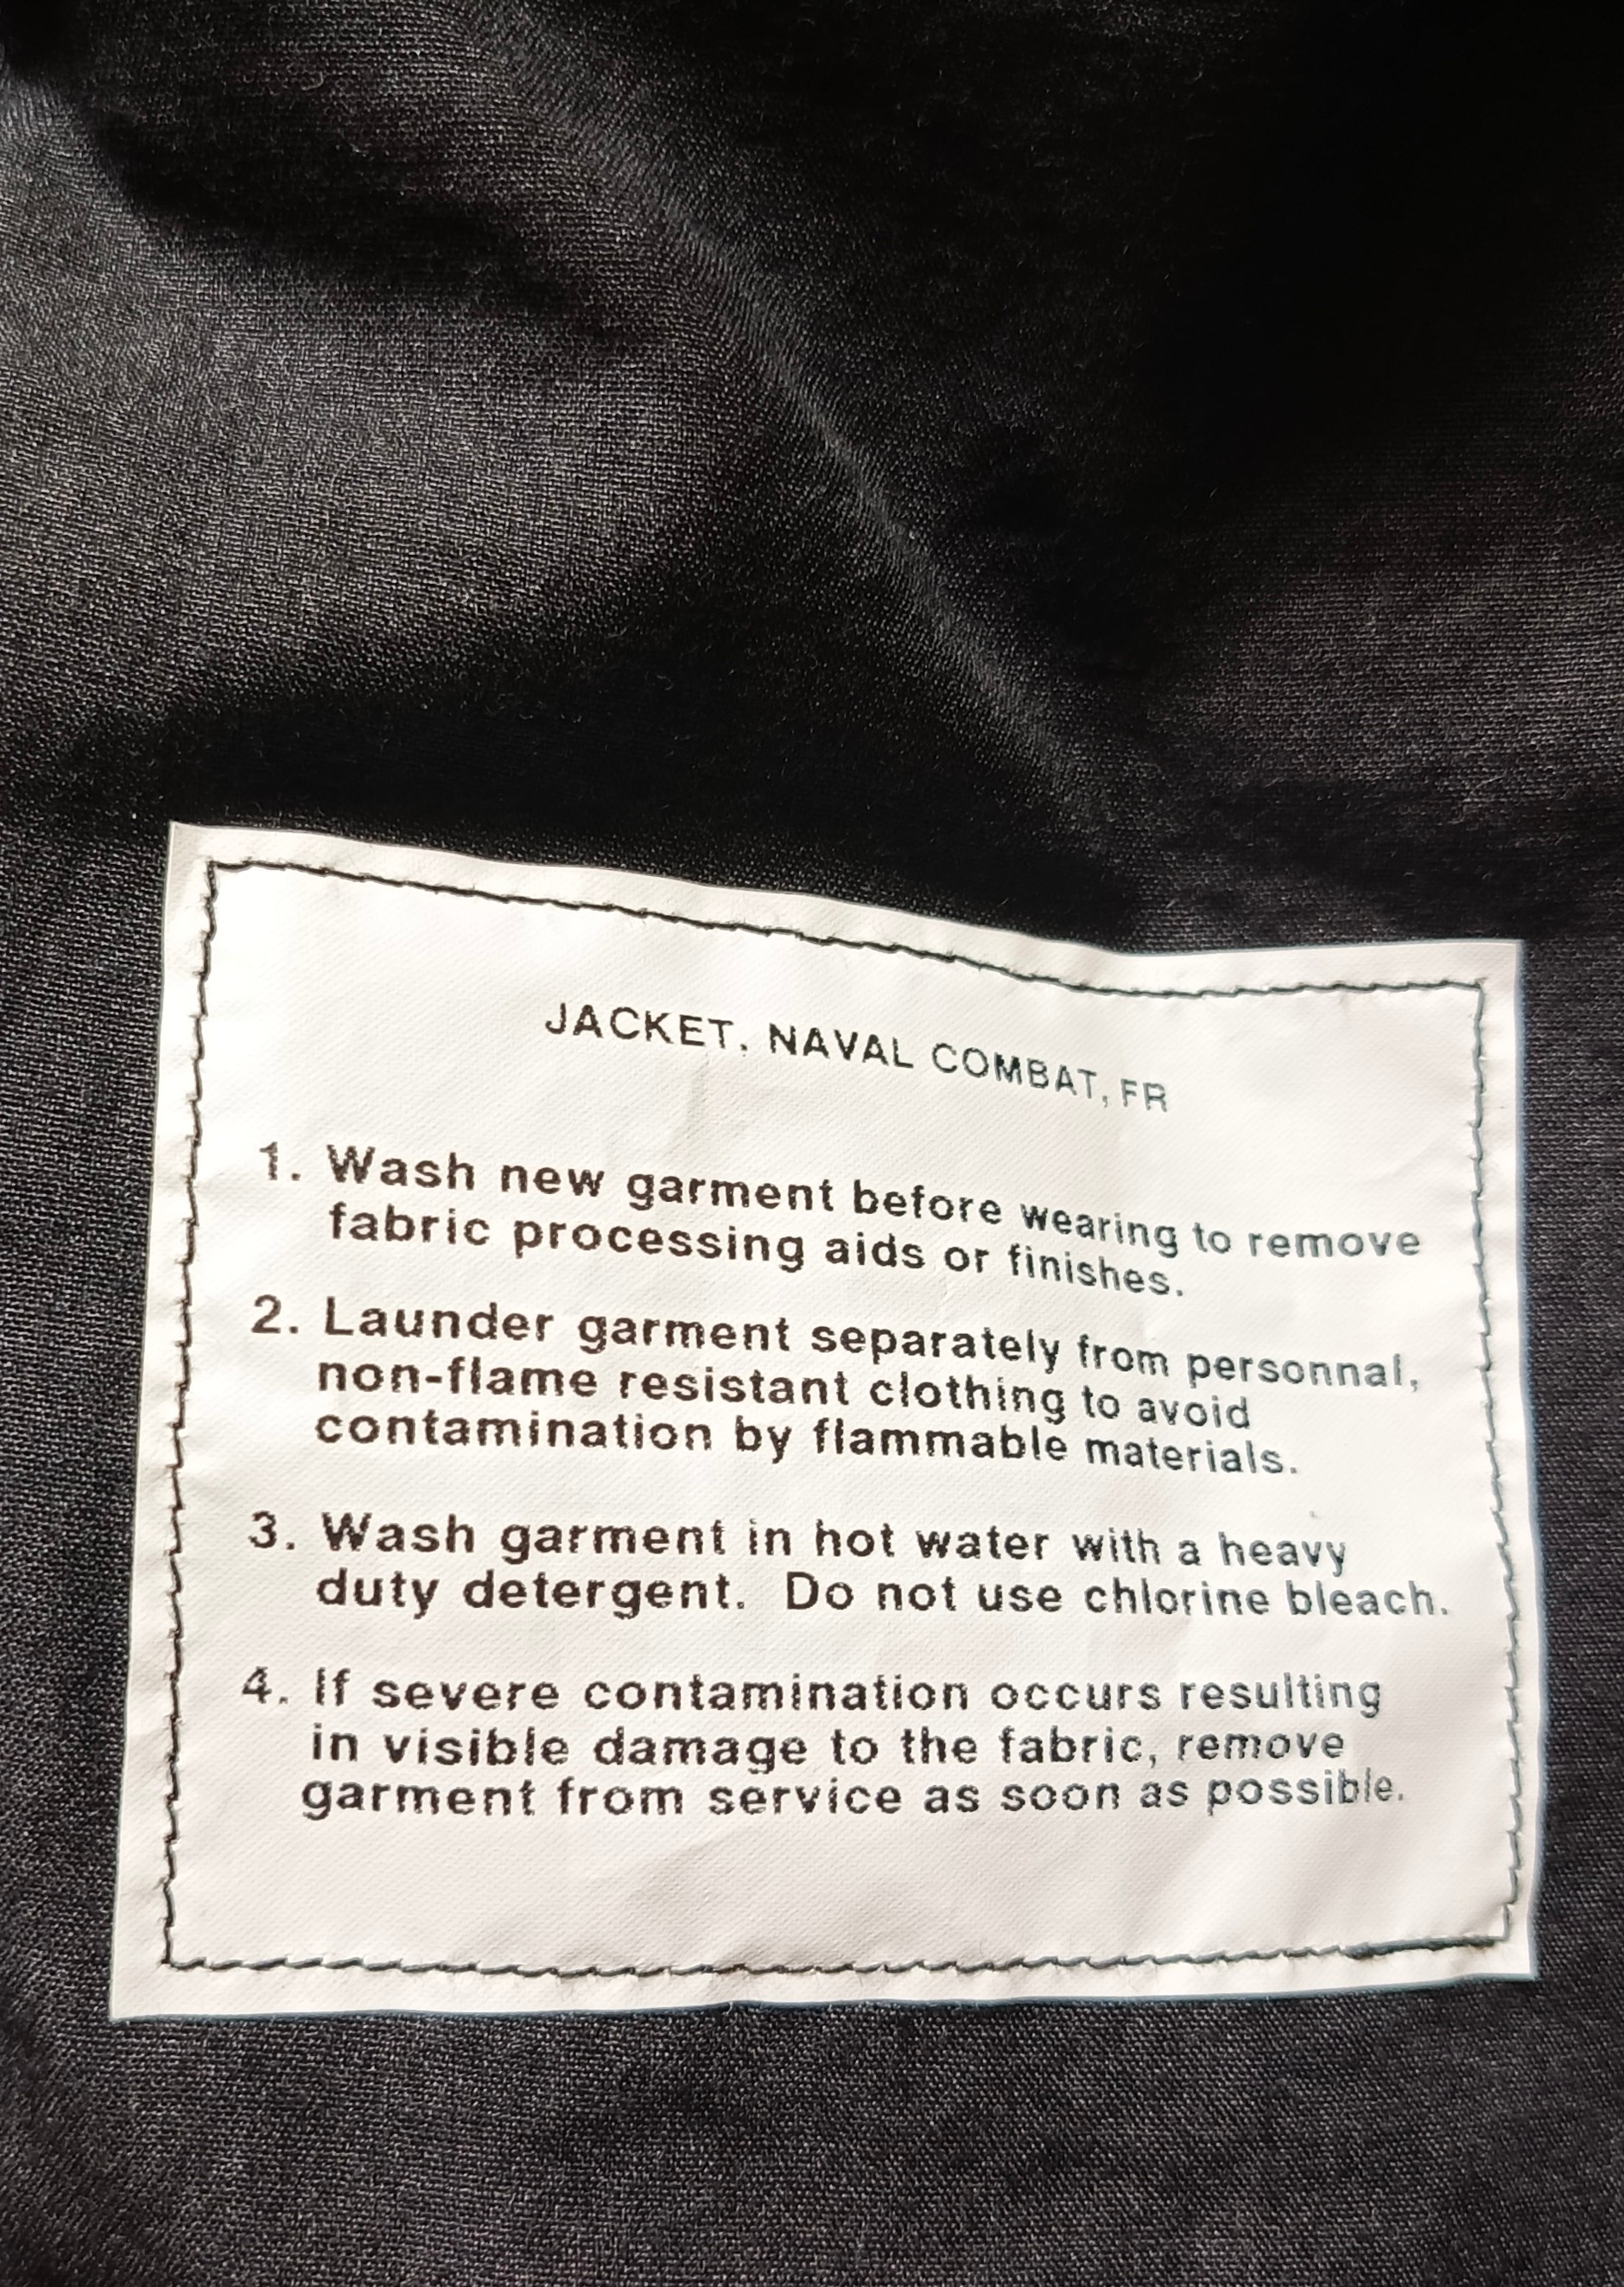 JACKET, NAVAL COMBAT, FR
1. Wash new garment before wearing to remove
fabric processing aids or finishes.
2. Launder garment separately from personnal,
non-flame resistant clothing to avoid
contamination by flammable materials.
3. Wash garment in hot water with a heavy
duty detergent. Do not use chlorine bleach.
4. If severe contamination occurs resulting
in visible damage to the fabric, remove
garment from service as soon as possible.